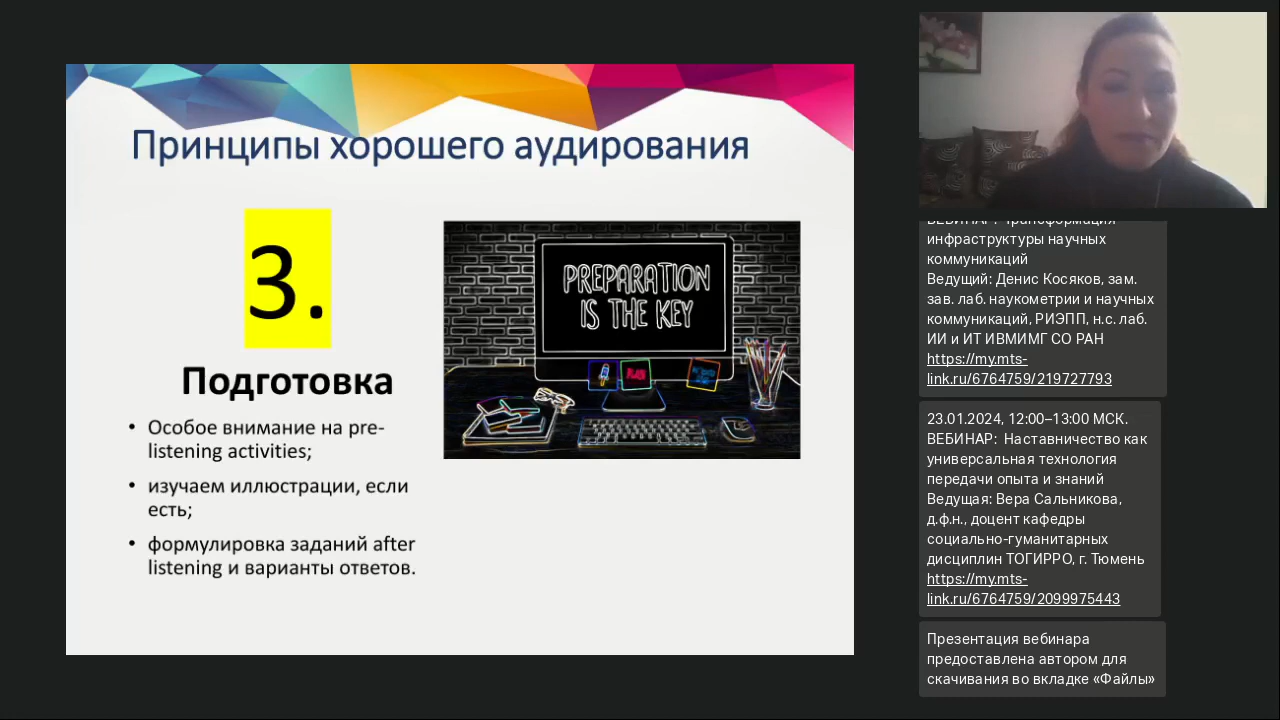 Принципы хорошего аудирования
3.
Подготовка
• Особое внимание на pre-
listening activities;
• изучаем иллюстрации, если
есть;
• формулировка заданий after
listening и варианты ответов.
PREPARATION
IS THE KEY
PLAN
ВЕБИНАР: Трансформация
инфраструктуры научных
коммуникаций
Ведущий: Денис Косяков, зам.
зав. лаб. наукометрии и научных
коммуникаций, РИЭПП, н.с. лаб.
ИИ и ИТ ИВМИМГ СО РАН
https://my.mts-
link.ru/6764759/219727793
23.01.2024, 12:00–13:00 МСК.
ВЕБИНАР: Наставничество как
универсальная технология
передачи опыта и знаний
Ведущая: Вера Сальникова,
д.ф.н., доцент кафедры
социально-гуманитарных
дисциплин ТОГИРРО, г. Тюмень
https://my.mts-
link.ru/6764759/2099975443
Презентация вебинара
предоставлена автором для
скачивания во вкладке «Файлы»